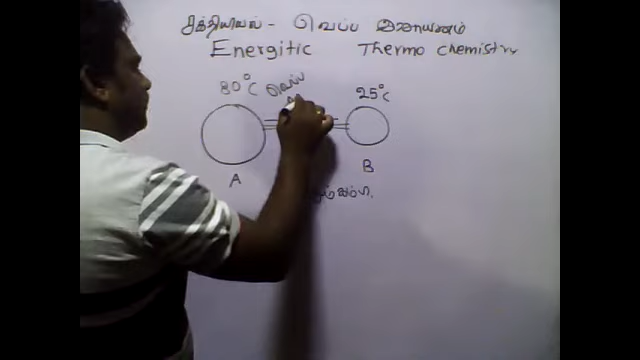 சக்தியியல் - வெப்ப இரசாயனம்
Energitic Thermo chemistry
80°C வெப்ப 25°C
A B